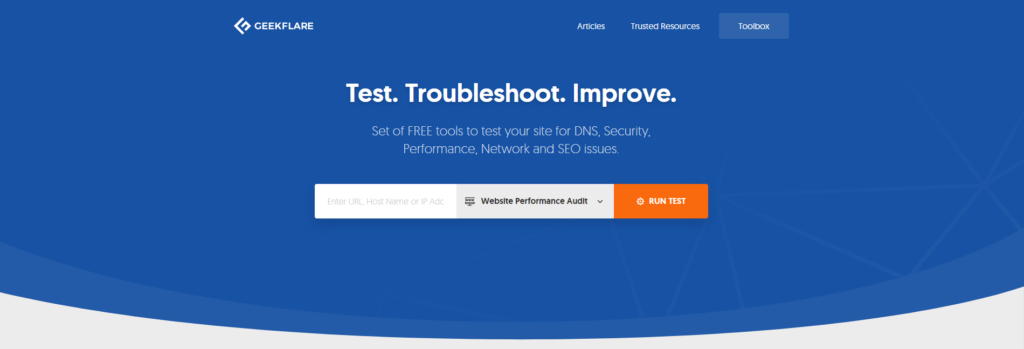 GEEKFLARE
Articles
Trusted Resources
Toolbox
Test. Troubleshoot. Improve.
Set of FREE tools to test your site for DNS, Security,
Performance, Network and SEO issues.
Enter URL, Host Name or IP Adc
Website Performance Audit
RUN TEST